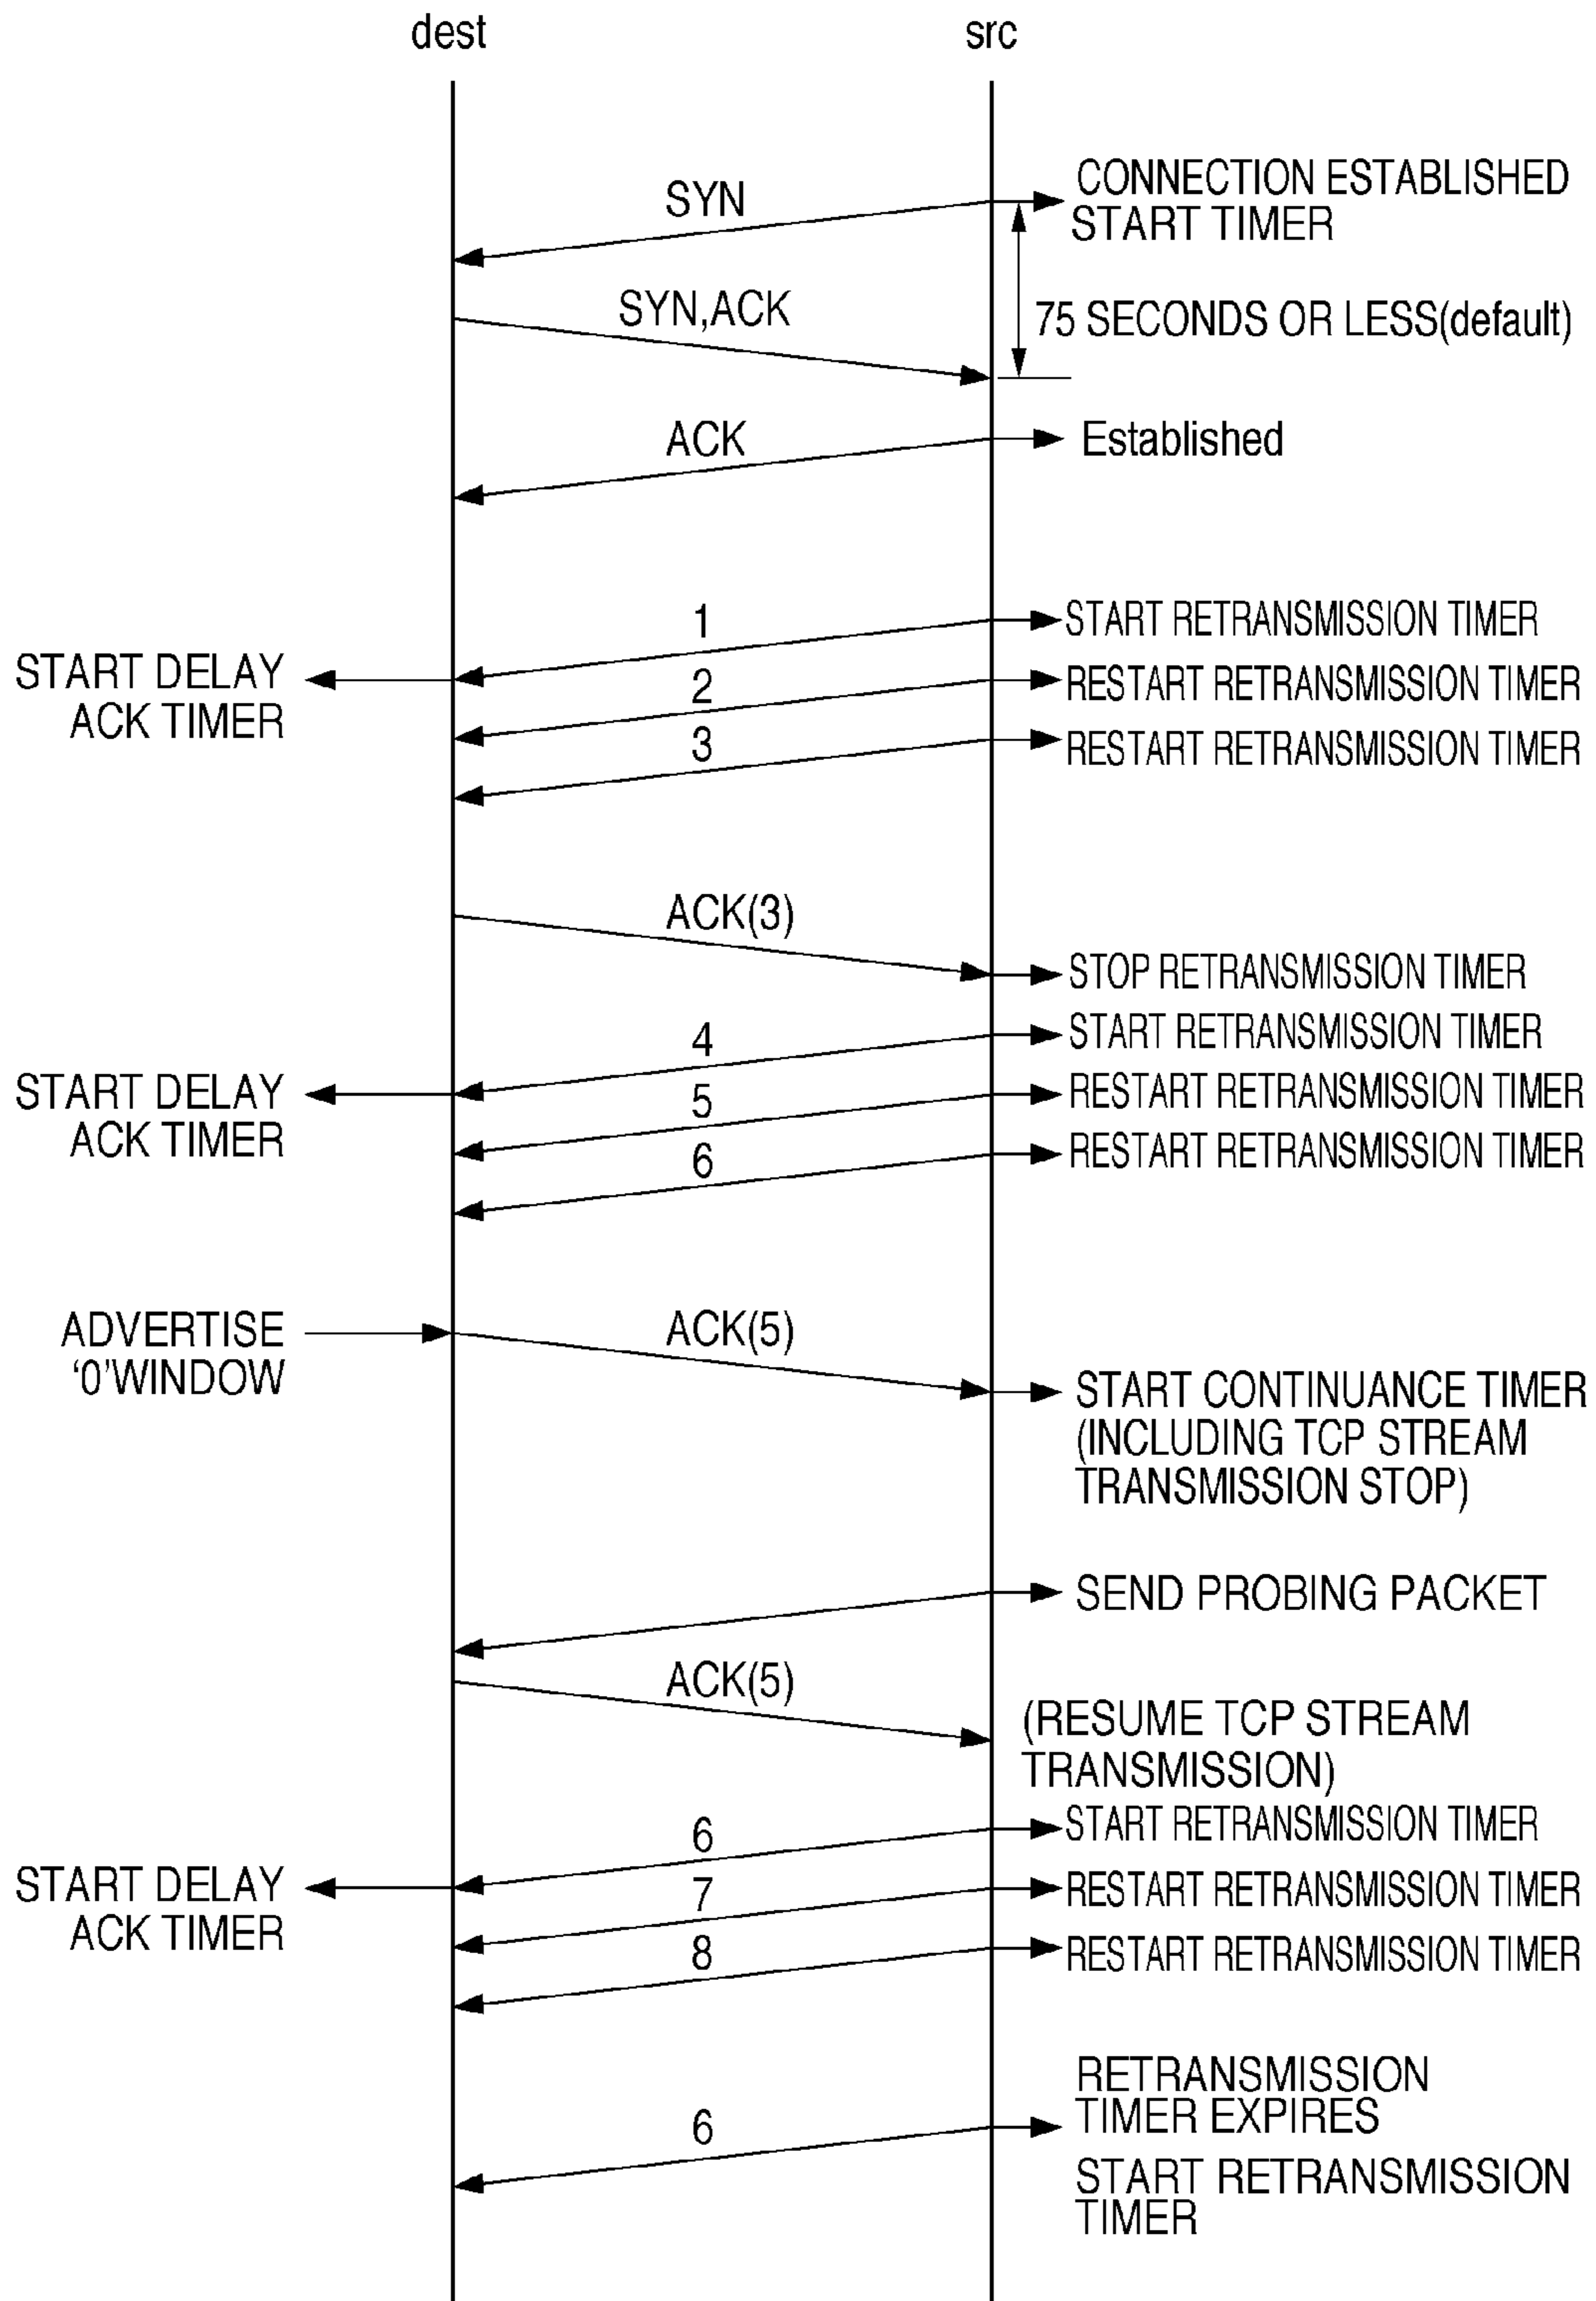 dest
src
SYN
CONNECTION ESTABLISHED
START TIMER
SYN,ACK
75 SECONDS OR LESS(default)
ACK
Established
1
START RETRANSMISSION TIMER
START DELAY
ACK TIMER
2
RESTART RETRANSMISSION TIMER
3
RESTART RETRANSMISSION TIMER
ACK(3)
STOP RETRANSMISSION TIMER
4
START RETRANSMISSION TIMER
START DELAY
ACK TIMER
5
RESTART RETRANSMISSION TIMER
6
RESTART RETRANSMISSION TIMER
ADVERTISE
‘0’WINDOW
ACK(5)
START CONTINUANCE TIMER
(INCLUDING TCP STREAM
TRANSMISSION STOP)
SEND PROBING PACKET
ACK(5)
(RESUME TCP STREAM
TRANSMISSION)
6
START RETRANSMISSION TIMER
START DELAY
ACK TIMER
7
RESTART RETRANSMISSION TIMER
8
RESTART RETRANSMISSION TIMER
6
RETRANSMISSION
TIMER EXPIRES
START RETRANSMISSION
TIMER